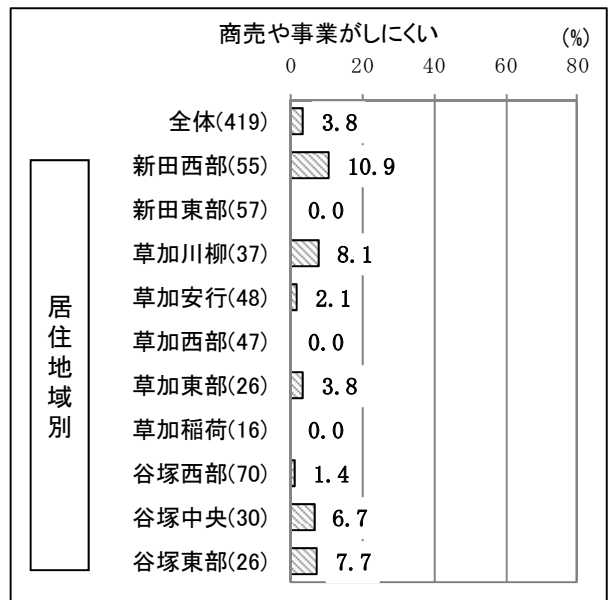 商売や事業がしにくい
(%)
0 20 40 60 80
全体(419) 3.8
新田西部(55) 10.9
新田東部(57) 0.0
草加川柳(37) 8.1
草加安行(48) 2.1
草加西部(47) 0.0
草加東部(26) 3.8
草加稲荷(16) 0.0
谷塚西部(70) 1.4
谷塚中央(30) 6.7
谷塚東部(26) 7.7
居住地域別